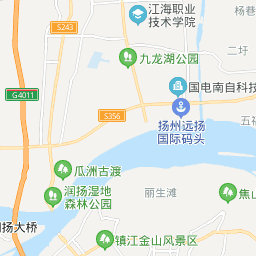 江海职业
技术学院
S243
杨巷
二圩
九龙湖公园
G4011
国电南自科技
S356
扬州远扬
国际码头
五神
瓜洲古渡
润扬湿地
森林公园
丽生滩
焦山
润扬大桥
镇江金山风景区